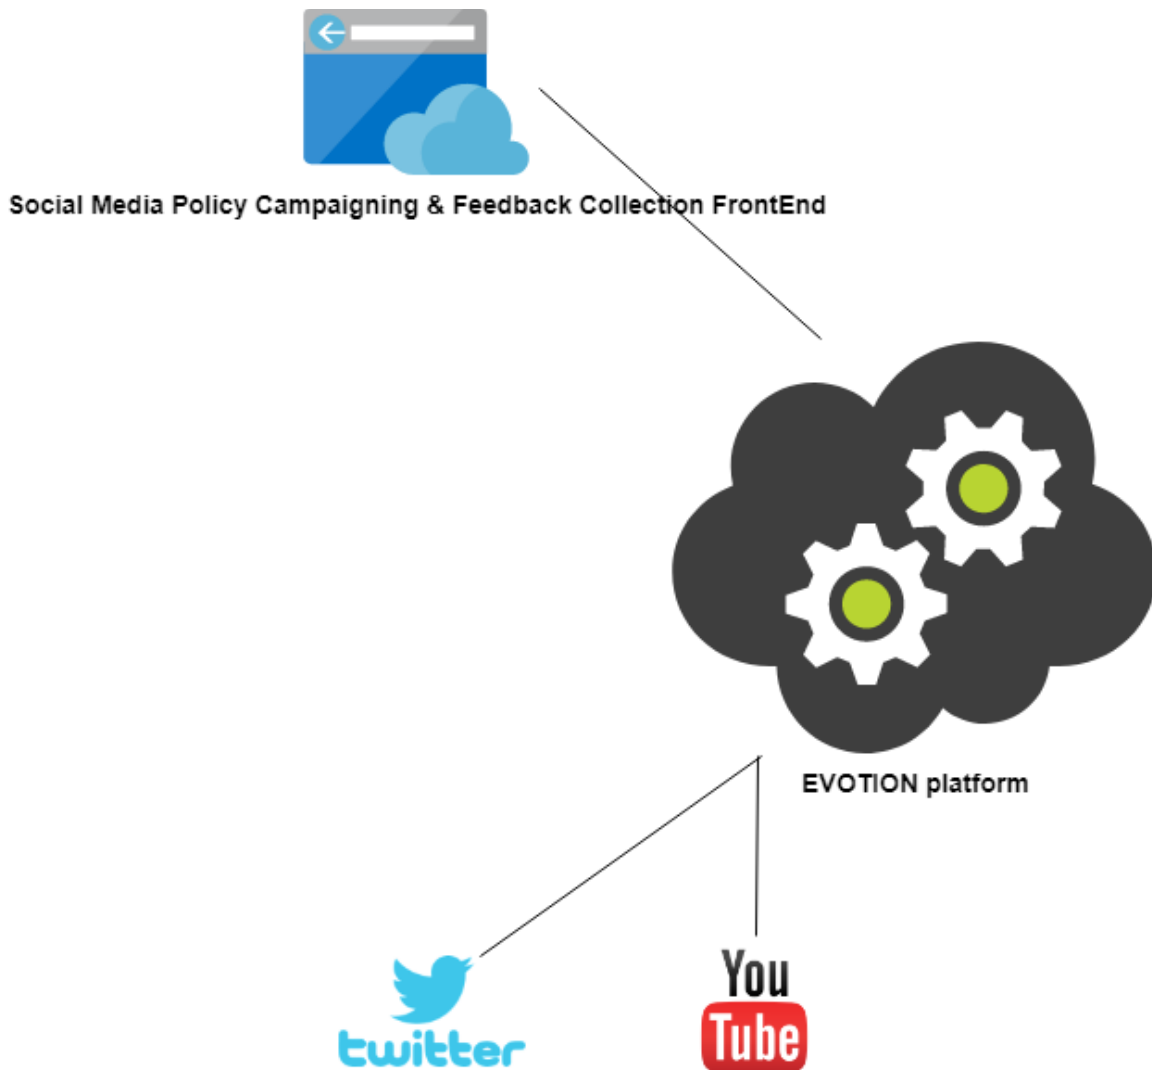 Social Media Policy Campaigning & Feedback Collection FrontEnd
EVOTION platform
twitter
You
Tube